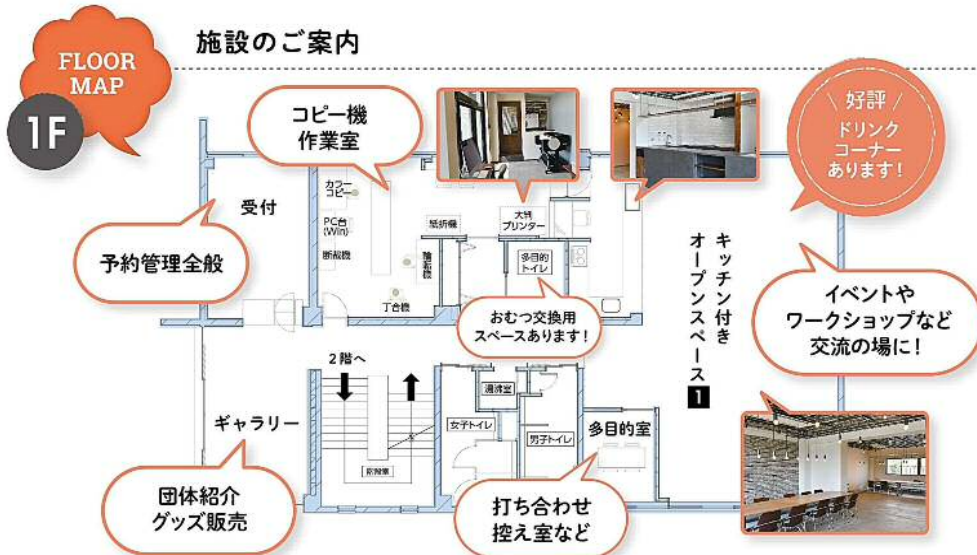 FLOOR
MAP
1F
施設のご案内
コピー機
作業室
\ 好評 /
ドリンク
コーナー
あります!
受付
予約管理全般
カラー
コピー
PC台
(Win)
断裁機
紙折機
大判
プリンター
輪転機
丁合機
多目的
トイレ
おむつ交換用
スペースあります!
キッチン付き
オープンスペース1
イベントや
ワークショップなど
交流の場に!
2階へ
ギャラリー
団体紹介
グッズ販売
階段室
湯沸室
女子トイレ
男子トイレ
多目的室
打ち合わせ
控え室など